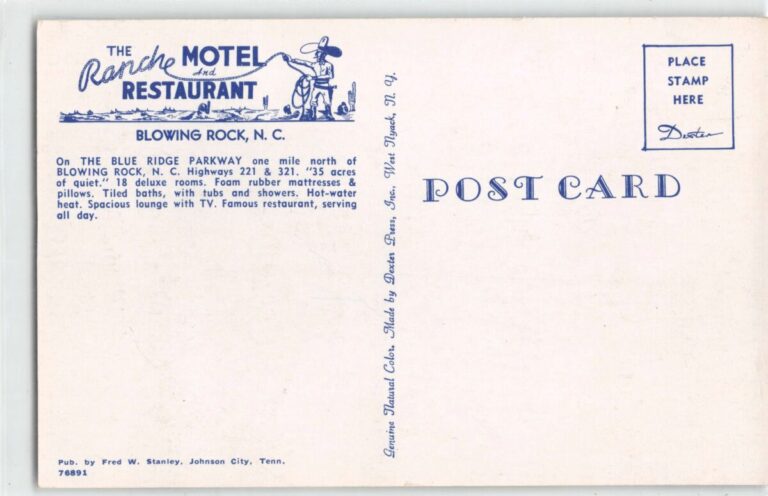 THE
Ranche MOTEL
and
RESTAURANT
BLOWING ROCK, N. C.
On THE BLUE RIDGE PARKWAY one mile north of
BLOWING ROCK, N. C. Highways 221 & 321. "35 acres
of quiet." 18 deluxe rooms. Foam rubber mattresses &
pillows. Tiled baths, with tubs and showers. Hot-water
heat. Spacious lounge with TV. Famous restaurant, serving
all day.
Pub. by Fred W. Stanley, Johnson City, Tenn.
76891
Genuine Natural Color. Made by Dexter Press, Inc. West Nyack, N. Y.
POST CARD
PLACE
STAMP
HERE
Dexter